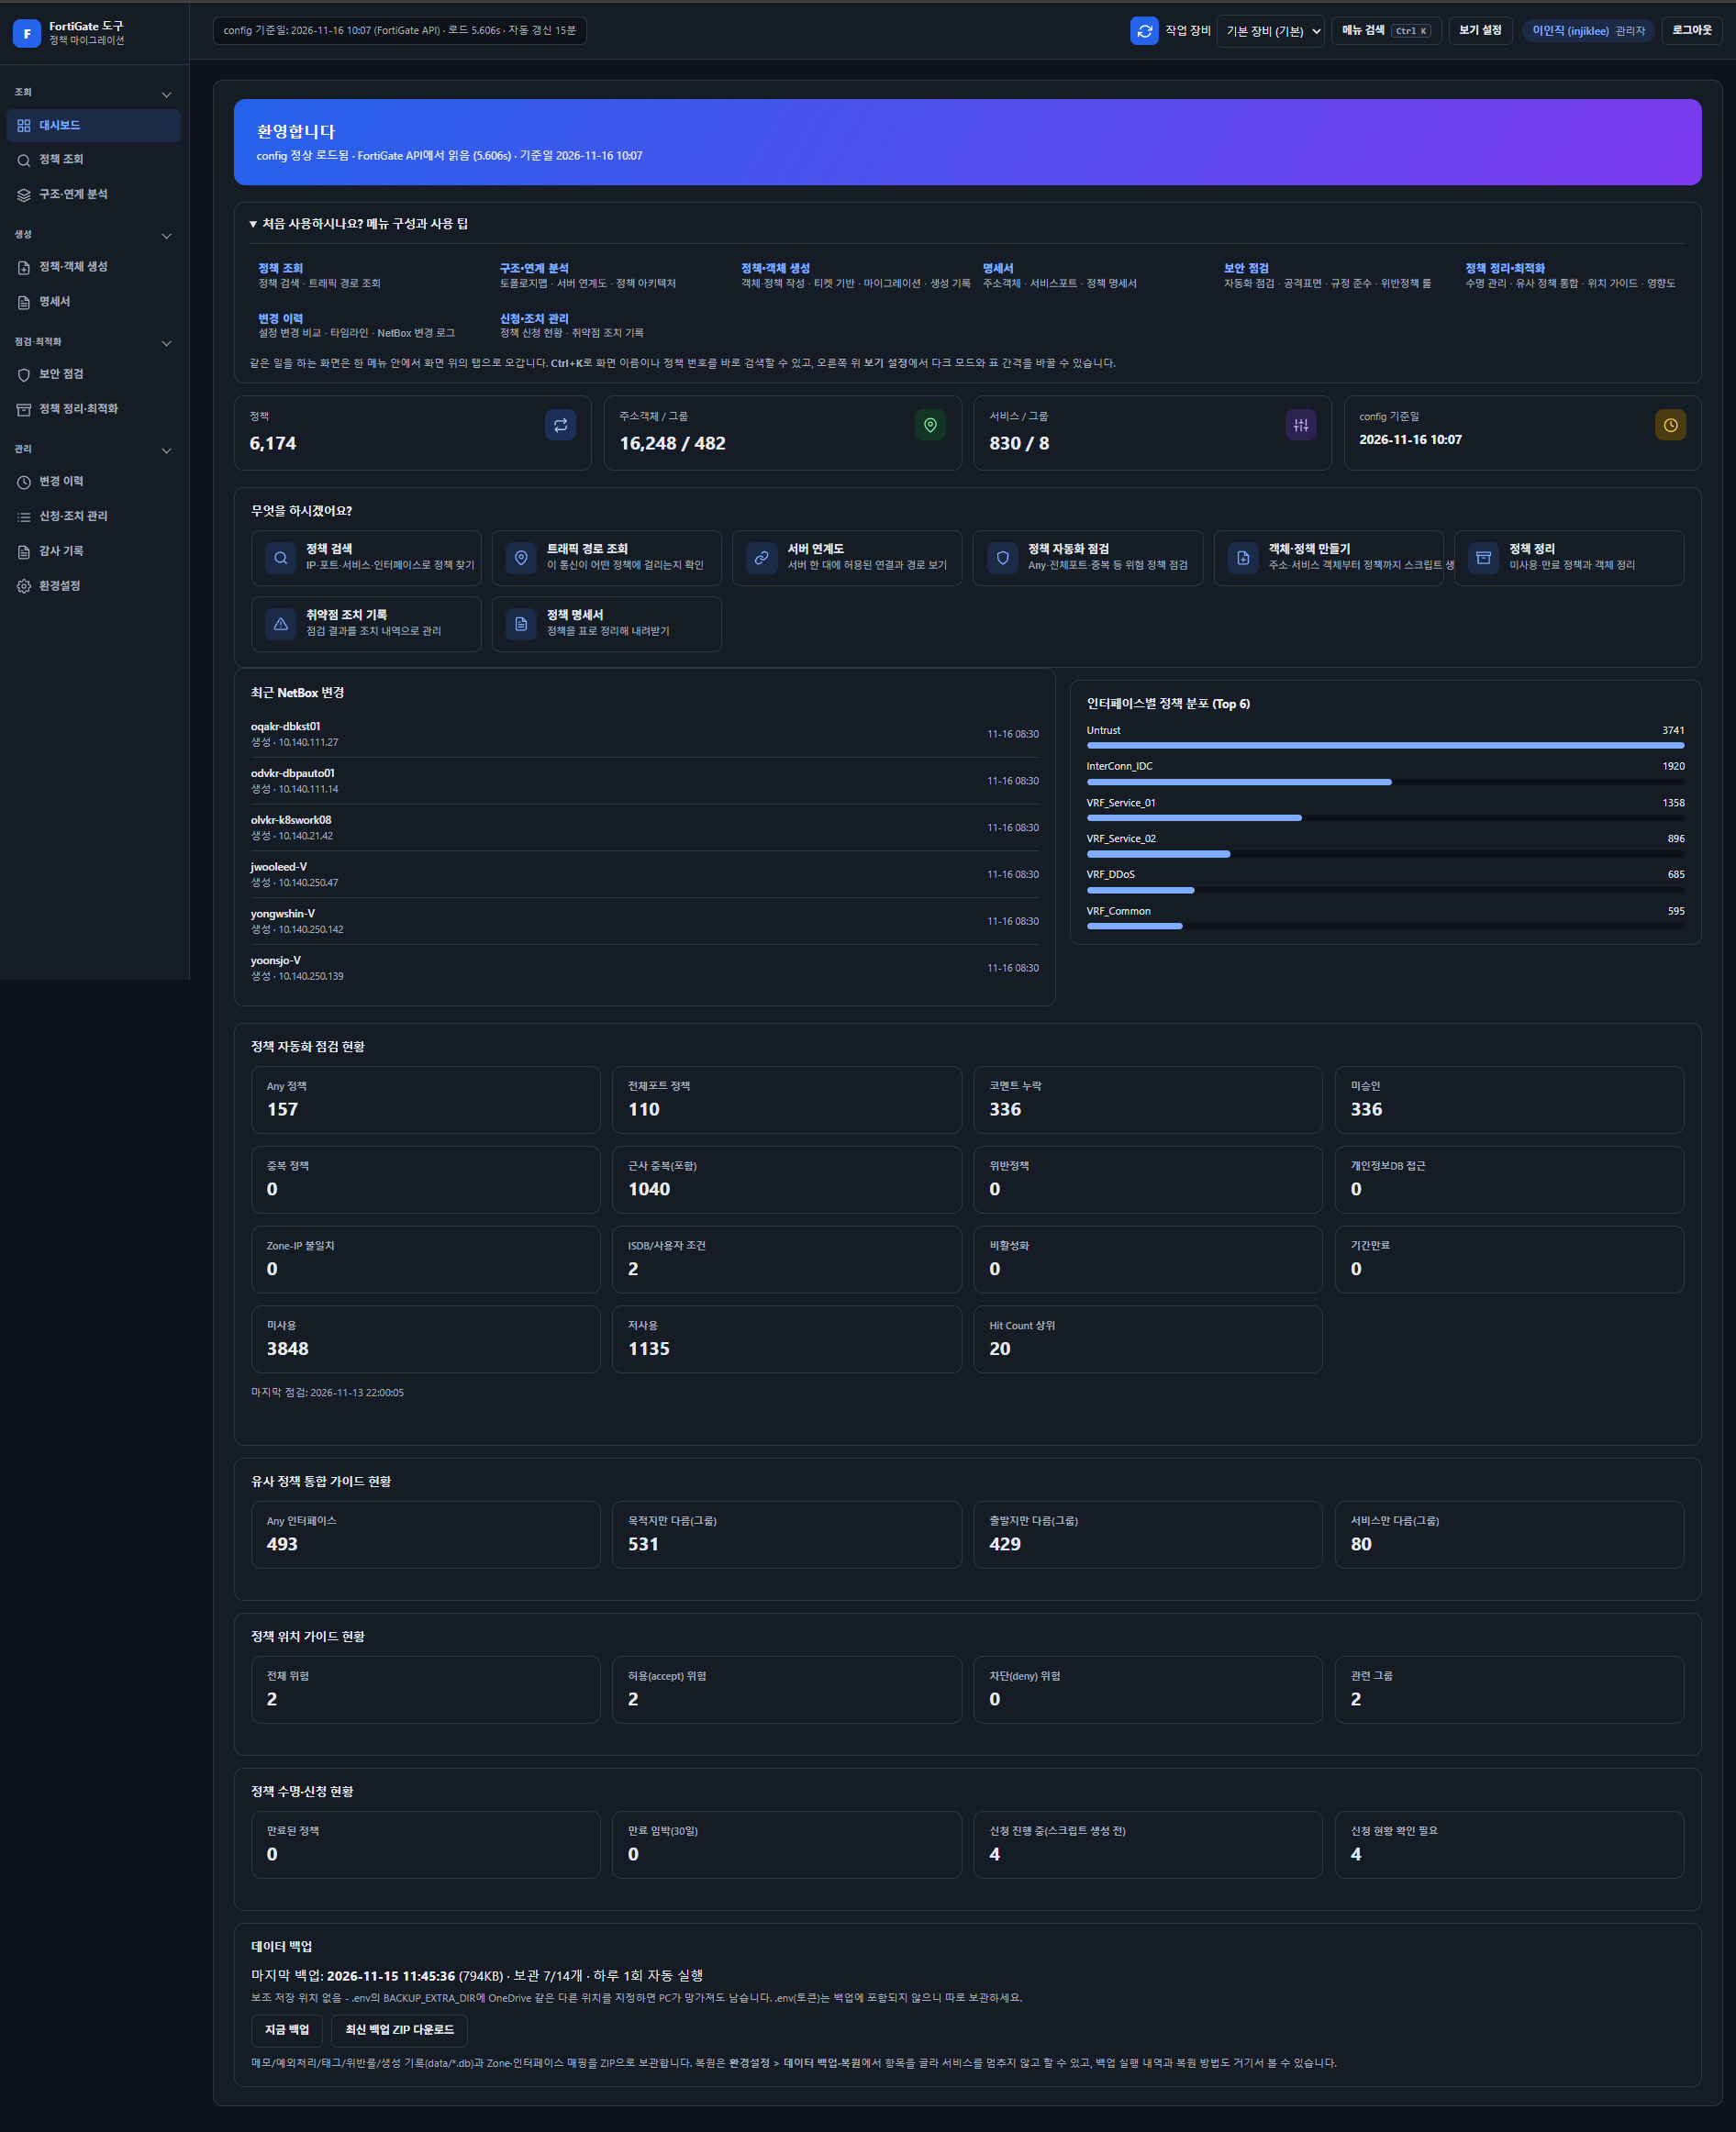 F
FortiGate 도구
정책 마이그레이션
config 기준일: 2026-11-16 10:07 (FortiGate API) · 로드 5.606s · 자동 갱신 15분
작업 장비
기본 장비 (기본)
메뉴 검색 Ctrl K
보기 설정
이인직 (injiklee) 관리자
로그아웃
조회
대시보드
정책 조회
구조·연계 분석
생성
정책·객체 생성
명세서
점검·최적화
보안 점검
정책 정리·최적화
관리
변경 이력
신청·조치 관리
감사 기록
환경설정
환영합니다
config 정상 로드됨 · FortiGate API에서 읽음 (5.606s) · 기준일 2026-11-16 10:07
▼ 처음 사용하시나요? 메뉴 구성과 사용 팁
정책 조회
정책 검색 · 트래픽 경로 조회
구조·연계 분석
토폴로지맵 · 서버 연계도 · 정책 아키텍처
정책·객체 생성
객체·정책 작성 · 티켓 기반 · 마이그레이션 · 생성 기록
명세서
주소객체 · 서비스포트 · 정책 명세서
보안 점검
자동화 점검 · 공격표면 · 규정 준수 · 위반정책 룰
정책 정리·최적화
수명 관리 · 유사 정책 통합 · 위치 가이드 · 영향도
변경 이력
설정 변경 비교 · 타임라인 · NetBox 변경 로그
신청·조치 관리
정책 신청 현황 · 취약점 조치 기록
같은 일을 하는 화면은 한 메뉴 안에서 화면 위의 탭으로 오갑니다. Ctrl+K로 화면 이름이나 정책 번호를 바로 검색할 수 있고, 오른쪽 위 보기 설정에서 다크 모드와 표 간격을 바꿀 수 있습니다.
정책
6,174
주소객체 / 그룹
16,248 / 482
서비스 / 그룹
830 / 8
config 기준일
2026-11-16 10:07
무엇을 하시겠어요?
정책 검색
IP·포트·서비스·인터페이스로 정책 찾기
트래픽 경로 조회
이 통신이 어떤 정책에 걸리는지 확인
서버 연계도
서버 한 대에 허용된 연결과 경로 보기
정책 자동화 점검
Any·전체포트·중복 등 위험 정책 점검
객체·정책 만들기
주소·서비스 객체부터 정책까지 스크립트 생
정책 정리
미사용·만료 정책과 객체 정리
취약점 조치 기록
점검 결과를 조치 내역으로 관리
정책 명세서
정책을 표로 정리해 내려받기
최근 NetBox 변경
oqakr-dbkst01
생성 · 10.140.111.27
11-16 08:30
odvkr-dbpauto01
생성 · 10.140.111.14
11-16 08:30
olvkr-k8swork08
생성 · 10.140.21.42
11-16 08:30
jwooleed-V
생성 · 10.140.250.47
11-16 08:30
yongwshin-V
생성 · 10.140.250.142
11-16 08:30
yoonsjo-V
생성 · 10.140.250.139
11-16 08:30
인터페이스별 정책 분포 (Top 6)
Untrust 3741
InterConn_IDC 1920
VRF_Service_01 1358
VRF_Service_02 896
VRF_DDoS 685
VRF_Common 595
정책 자동화 점검 현황
Any 정책
157
전체포트 정책
110
코멘트 누락
336
미승인
336
중복 정책
0
근사 중복(포함)
1040
위반정책
0
개인정보DB 접근
0
Zone-IP 불일치
0
ISDB/사용자 조건
2
비활성화
0
기간만료
0
미사용
3848
저사용
1135
Hit Count 상위
20
마지막 점검: 2026-11-13 22:00:05
유사 정책 통합 가이드 현황
Any 인터페이스
493
목적지만 다름(그룹)
531
출발지만 다름(그룹)
429
서비스만 다름(그룹)
80
정책 위치 가이드 현황
전체 위험
2
허용(accept) 위험
2
차단(deny) 위험
0
관련 그룹
2
정책 수명·신청 현황
만료된 정책
0
만료 임박(30일)
0
신청 진행 중(스크립트 생성 전)
4
신청 현황 확인 필요
4
데이터 백업
마지막 백업: 2026-11-15 11:45:36 (794KB) · 보관 7/14개 · 하루 1회 자동 실행
보조 저장 위치 없음 - .env의 BACKUP_EXTRA_DIR에 OneDrive 같은 다른 위치를 지정하면 PC가 망가져도 남습니다. .env(토큰)는 백업에 포함되지 않으니 따로 보관하세요.
지금 백업
최신 백업 ZIP 다운로드
메모/예외처리/태그/위반룰/생성 기록(data/*.db)과 Zone·인터페이스 매핑을 ZIP으로 보관합니다. 복원은 환경설정 > 데이터 백업·복원에서 항목을 골라 서비스를 멈추지 않고 할 수 있고, 백업 실행 내역과 복원 방법도 거기서 볼 수 있습니다.